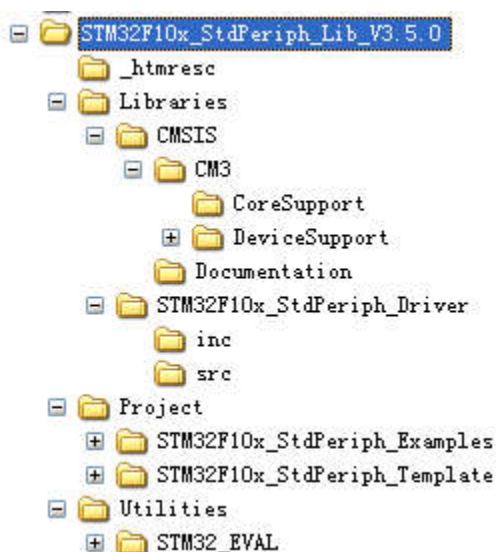 STM32F10x_StdPeriph_Lib_V3.5.0
_htmresc
Libraries
CMSIS
CM3
CoreSupport
DeviceSupport
Documentation
STM32F10x_StdPeriph_Driver
inc
src
Project
STM32F10x_StdPeriph_Examples
STM32F10x_StdPeriph_Template
Utilities
STM32_EVAL